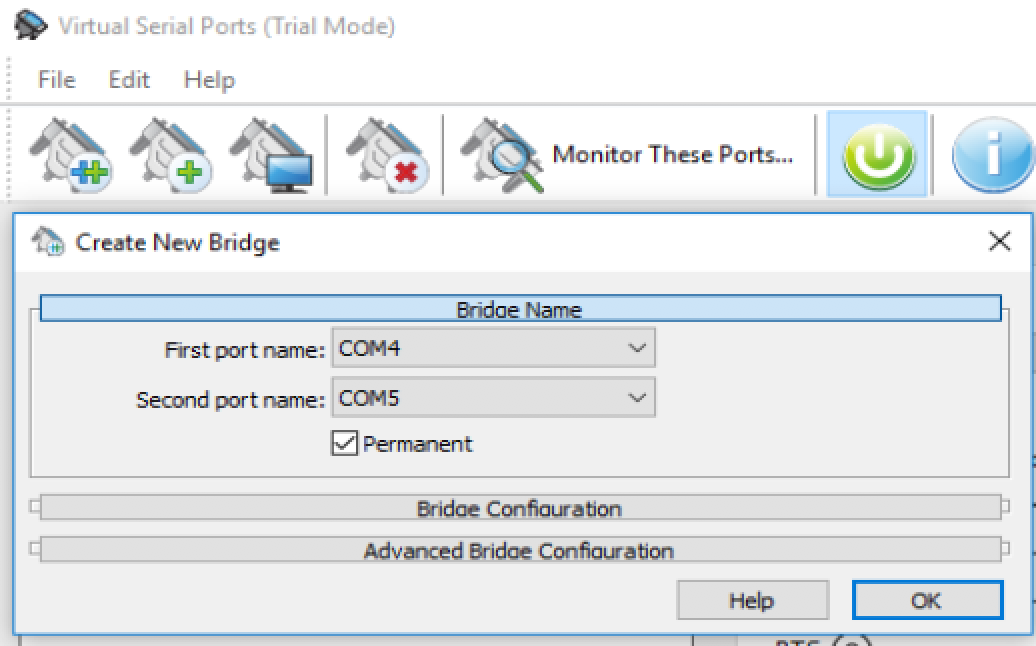 Virtual Serial Ports (Trial Mode)
File Edit Help
Monitor These Ports...
Create New Bridge
Bridge Name
First port name: COM4
Second port name: COM5
Permanent
Bridge Configuration
Advanced Bridge Configuration
Help OK